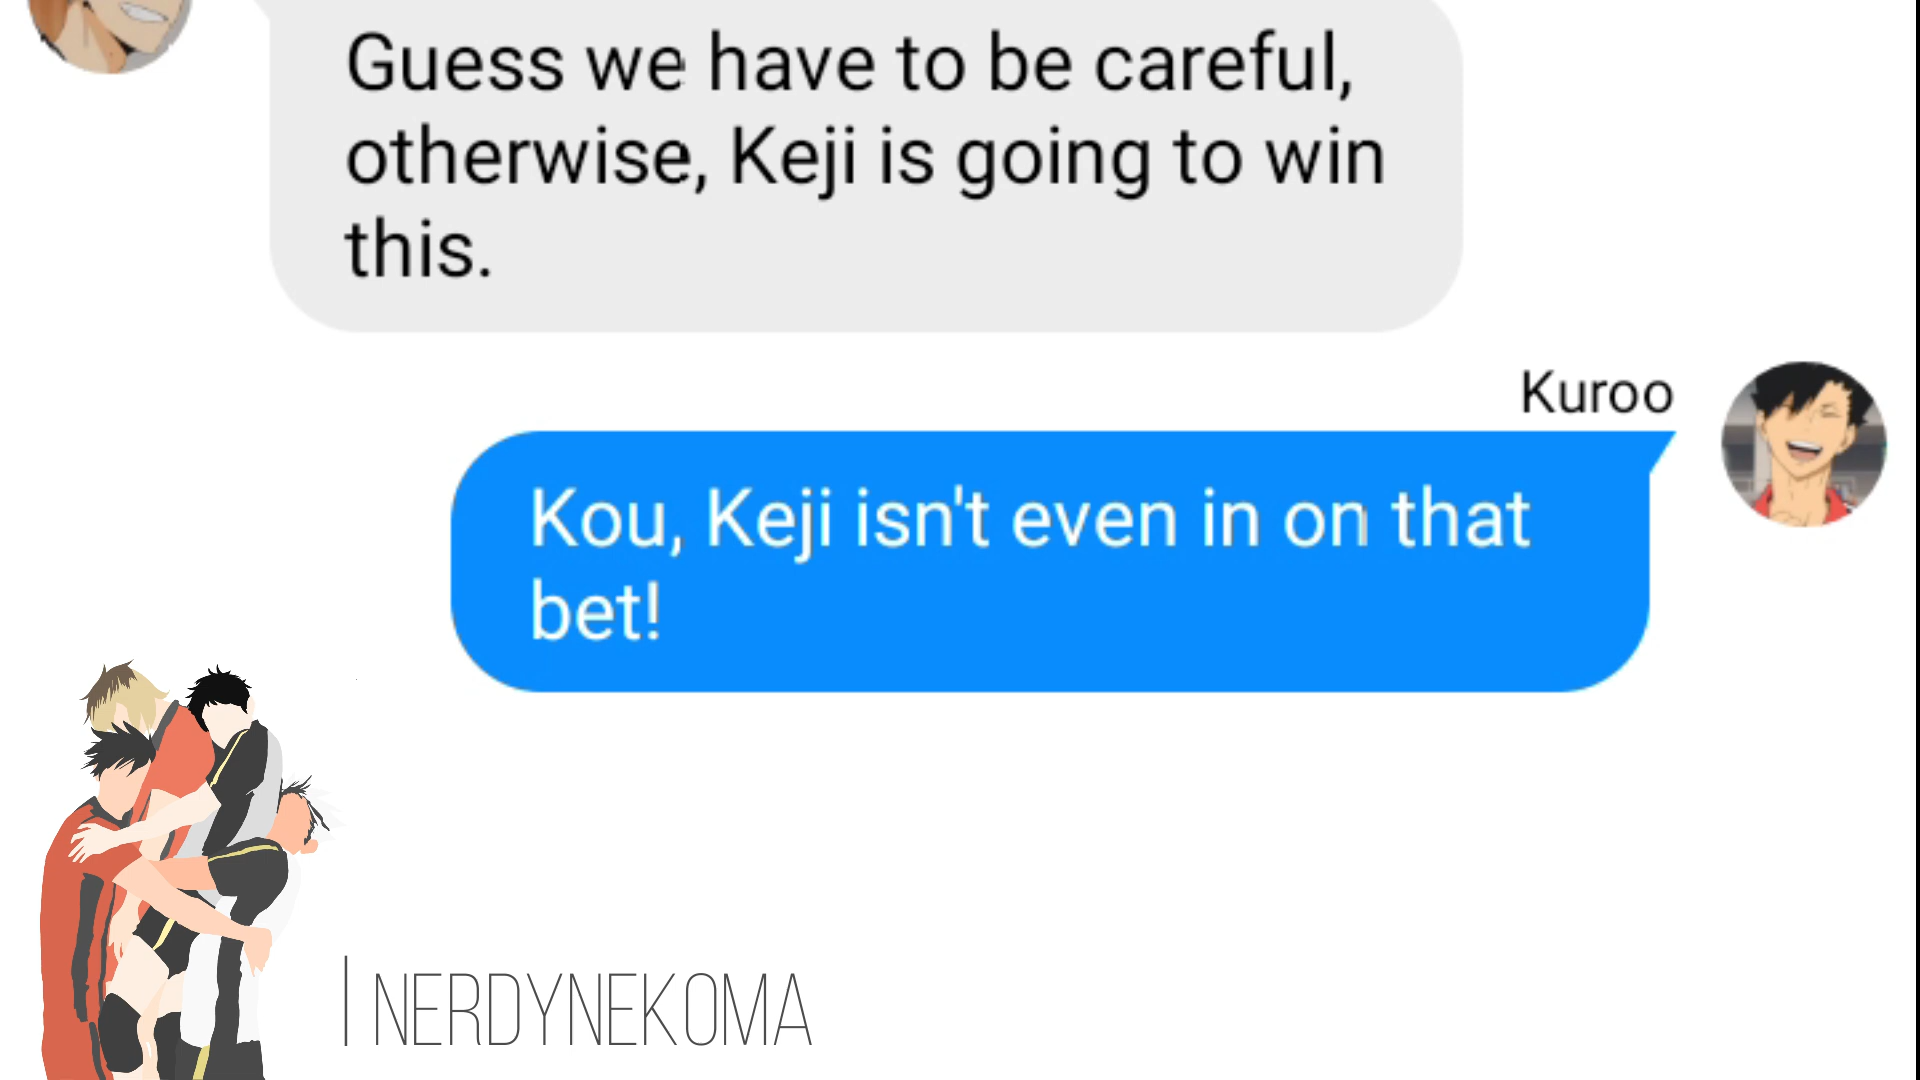 Guess we have to be careful,
otherwise, Keji is going to win
this.
Kuroo
Kou, Keji isn't even in on that
bet!
| NERDYNEKOMA